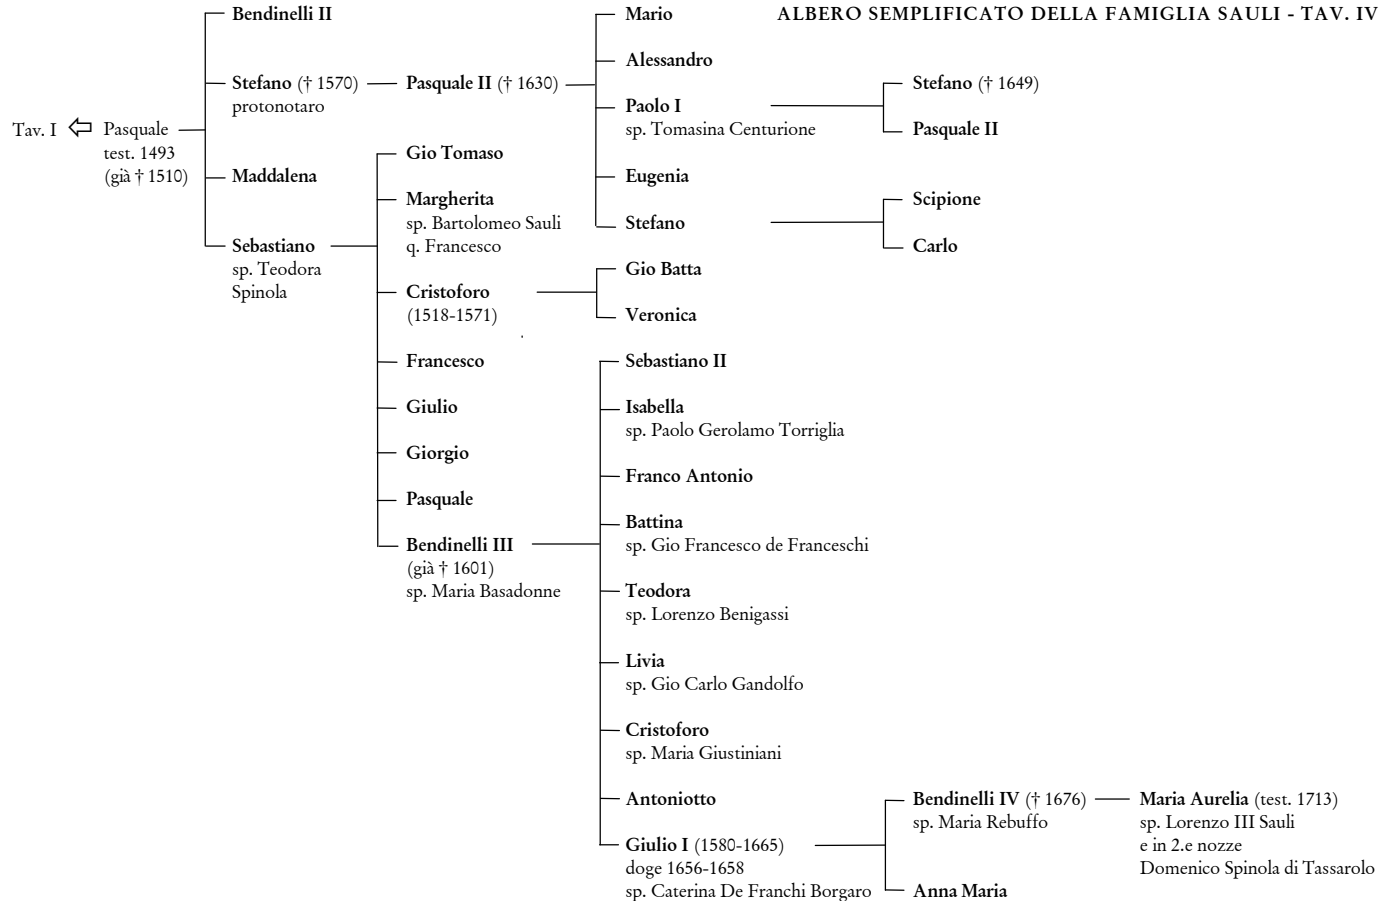 ALBERO SEMPLIFICATO DELLA FAMIGLIA SAULI - TAV. IV
Tav. I
Pasquale
test. 1493
(già † 1510)
Bendinelli II
Stefano († 1570)
protonotaro
Maddalena
Sebastiano
sp. Teodora
Spinola
Pasquale II († 1630)
Gio Tomaso
Margherita
sp. Bartolomeo Sauli
q. Francesco
Cristoforo
(1518-1571)
Francesco
Giulio
Giorgio
Pasquale
Bendinelli III
(già † 1601)
sp. Maria Basadonne
Mario
Alessandro
Paolo I
sp. Tomasina Centurione
Eugenia
Stefano
Gio Batta
Veronica
Sebastiano II
Isabella
sp. Paolo Gerolamo Torriglia
Franco Antonio
Battina
sp. Gio Francesco de Franceschi
Teodora
sp. Lorenzo Benigassi
Livia
sp. Gio Carlo Gandolfo
Cristoforo
sp. Maria Giustiniani
Antoniotto
Giulio I (1580-1665)
doge 1656-1658
sp. Caterina De Franchi Borgaro
Stefano († 1649)
Pasquale II
Scipione
Carlo
Bendinelli IV († 1676)
sp. Maria Rebuffo
Anna Maria
Maria Aurelia (test. 1713)
sp. Lorenzo III Sauli
e in 2.e nozze
Domenico Spinola di Tassarolo